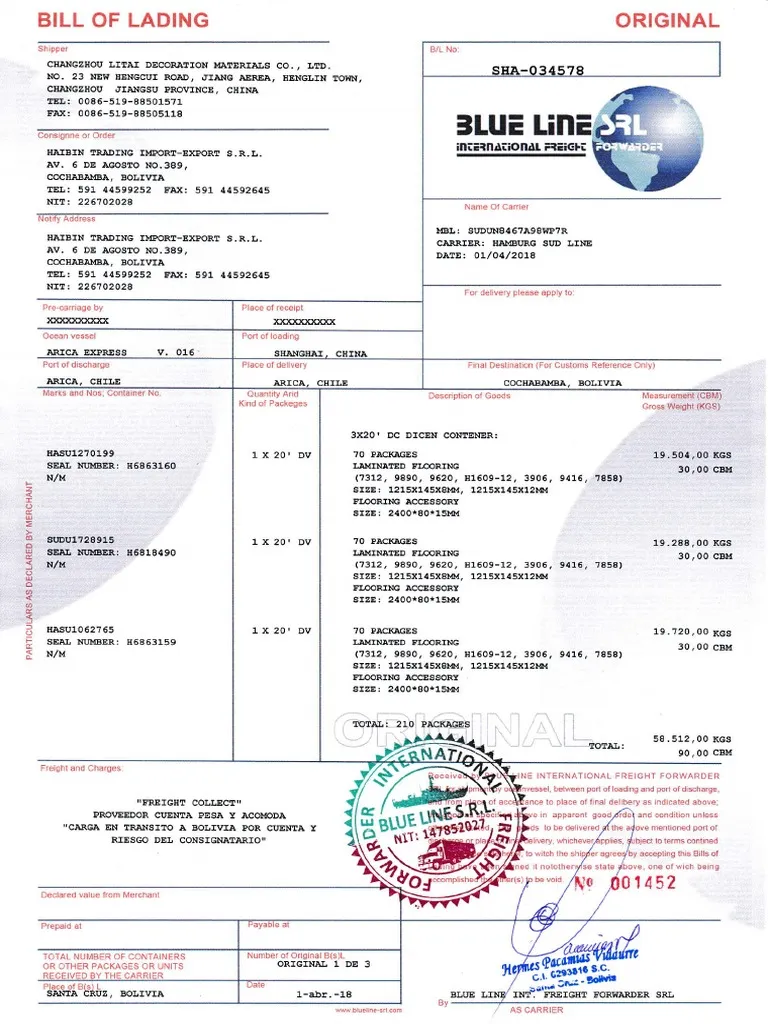 BILL OF LADING
ORIGINAL
Shipper
CHANGZHOU LITAI DECORATION MATERIALS CO., LTD.
NO. 23 NEW HENGCUI ROAD, JIANG AEREA, HENGLIN TOWN,
CHANGZHOU JIANGSU PROVINCE, CHINA
TEL: 0086-519-88501571
FAX: 0086-519-88505118
B/L No:
SHA-034578
BLUE LINE SRL
INTERNATIONAL FREIGHT FORWARDER
Consignne or Order
HAIBIN TRADING IMPORT-EXPORT S.R.L.
AV. 6 DE AGOSTO NO.389,
COCHABAMBA, BOLIVIA
TEL: 591 44599252 FAX: 591 44592645
NIT: 226702028
Name Of Carrier
MBL: SUDUN8467A98WP7R
CARRIER: HAMBURG SUD LINE
DATE: 01/04/2018
Notify Address
HAIBIN TRADING IMPORT-EXPORT S.R.L.
AV. 6 DE AGOSTO NO.389,
COCHABAMBA, BOLIVIA
TEL: 591 44599252 FAX: 591 44592645
NIT: 226702028
For delivery please apply to:
Pre-carriage by
XXXXXXXXXX
Place of receipt
XXXXXXXXXX
Ocean vessel
ARICA EXPRESS V. 016
Port of loading
SHANGHAI, CHINA
Port of discharge
ARICA, CHILE
Place of delivery
ARICA, CHILE
Final Destination (For Customs Reference Only)
COCHABAMBA, BOLIVIA
Marks and Nos; Container No.
Quantity And
Kind of Packeges
Description of Goods
Measurement (CBM)
Gross Weight (KGS)
3X20' DC DICEN CONTENER:
HASU1270199
SEAL NUMBER: H6863160
N/M
1 X 20' DV
70 PACKAGES
LAMINATED FLOORING
(7312, 9890, 9620, H1609-12, 3906, 9416, 7858)
SIZE: 1215X145X8MM, 1215X145X12MM
FLOORING ACCESSORY
SIZE: 2400*80*15MM
19.504,00 KGS
30,00 CBM
SUDU1728915
SEAL NUMBER: H6818490
N/M
1 X 20' DV
70 PACKAGES
LAMINATED FLOORING
(7312, 9890, 9620, H1609-12, 3906, 9416, 7858)
SIZE: 1215X145X8MM, 1215X145X12MM
FLOORING ACCESSORY
SIZE: 2400*80*15MM
19.288,00 KGS
30,00 CBM
HASU1062765
SEAL NUMBER: H6863159
N/M
1 X 20' DV
70 PACKAGES
LAMINATED FLOORING
(7312, 9890, 9620, H1609-12, 3906, 9416, 7858)
SIZE: 1215X145X8MM, 1215X145X12MM
FLOORING ACCESSORY
SIZE: 2400*80*15MM
19.720,00 KGS
30,00 CBM
PARTICULARS AS DECLARED BY MERCHANT
ORIGINAL
TOTAL: 210 PACKAGES
TOTAL:
58.512,00 KGS
90,00 CBM
Freight and Charges:
"FREIGHT COLLECT"
PROVEEDOR CUENTA PESA Y ACOMODA
"CARGA EN TRANSITO A BOLIVIA POR CUENTA Y
RIESGO DEL CONSIGNATARIO"
INTERNATIONAL
BLUE LINE S.R.L.
NIT: 147852027
FREIGHT FORWARDER
Received by BLUE LINE INTERNATIONAL FREIGHT FORWARDER
by ocean vessel, between port of loading and port of discharge,
from place of acceptance to place of final delibery as indicated above;
in apparent good order and condition unless
to be delivered at the above mentioned port of
delivery, whichever applies, subject to terms contined
to witch the shipper agrees by accepting this Bills of
it nototherwise state above, one of wich being
accomplished the other(s) to be void.
No 001452
Declared value from Merchant
Prepaid at
Payable at
TOTAL NUMBER OF CONTAINERS
OR OTHER PACKAGES OR UNITS
RECEIVED BY THE CARRIER
Number of Original B(s)L
ORIGINAL 1 DE 3
Place of B(s) L
SANTA CRUZ, BOLIVIA
Date
1-abr.-18
Hermes Pacamias Vidaurre
C.I. 6293816 S.C.
Santa Cruz - Bolivia
BLUE LINE INT. FREIGHT FORWARDER SRL
By
AS CARRIER
www.blueline-srl.com